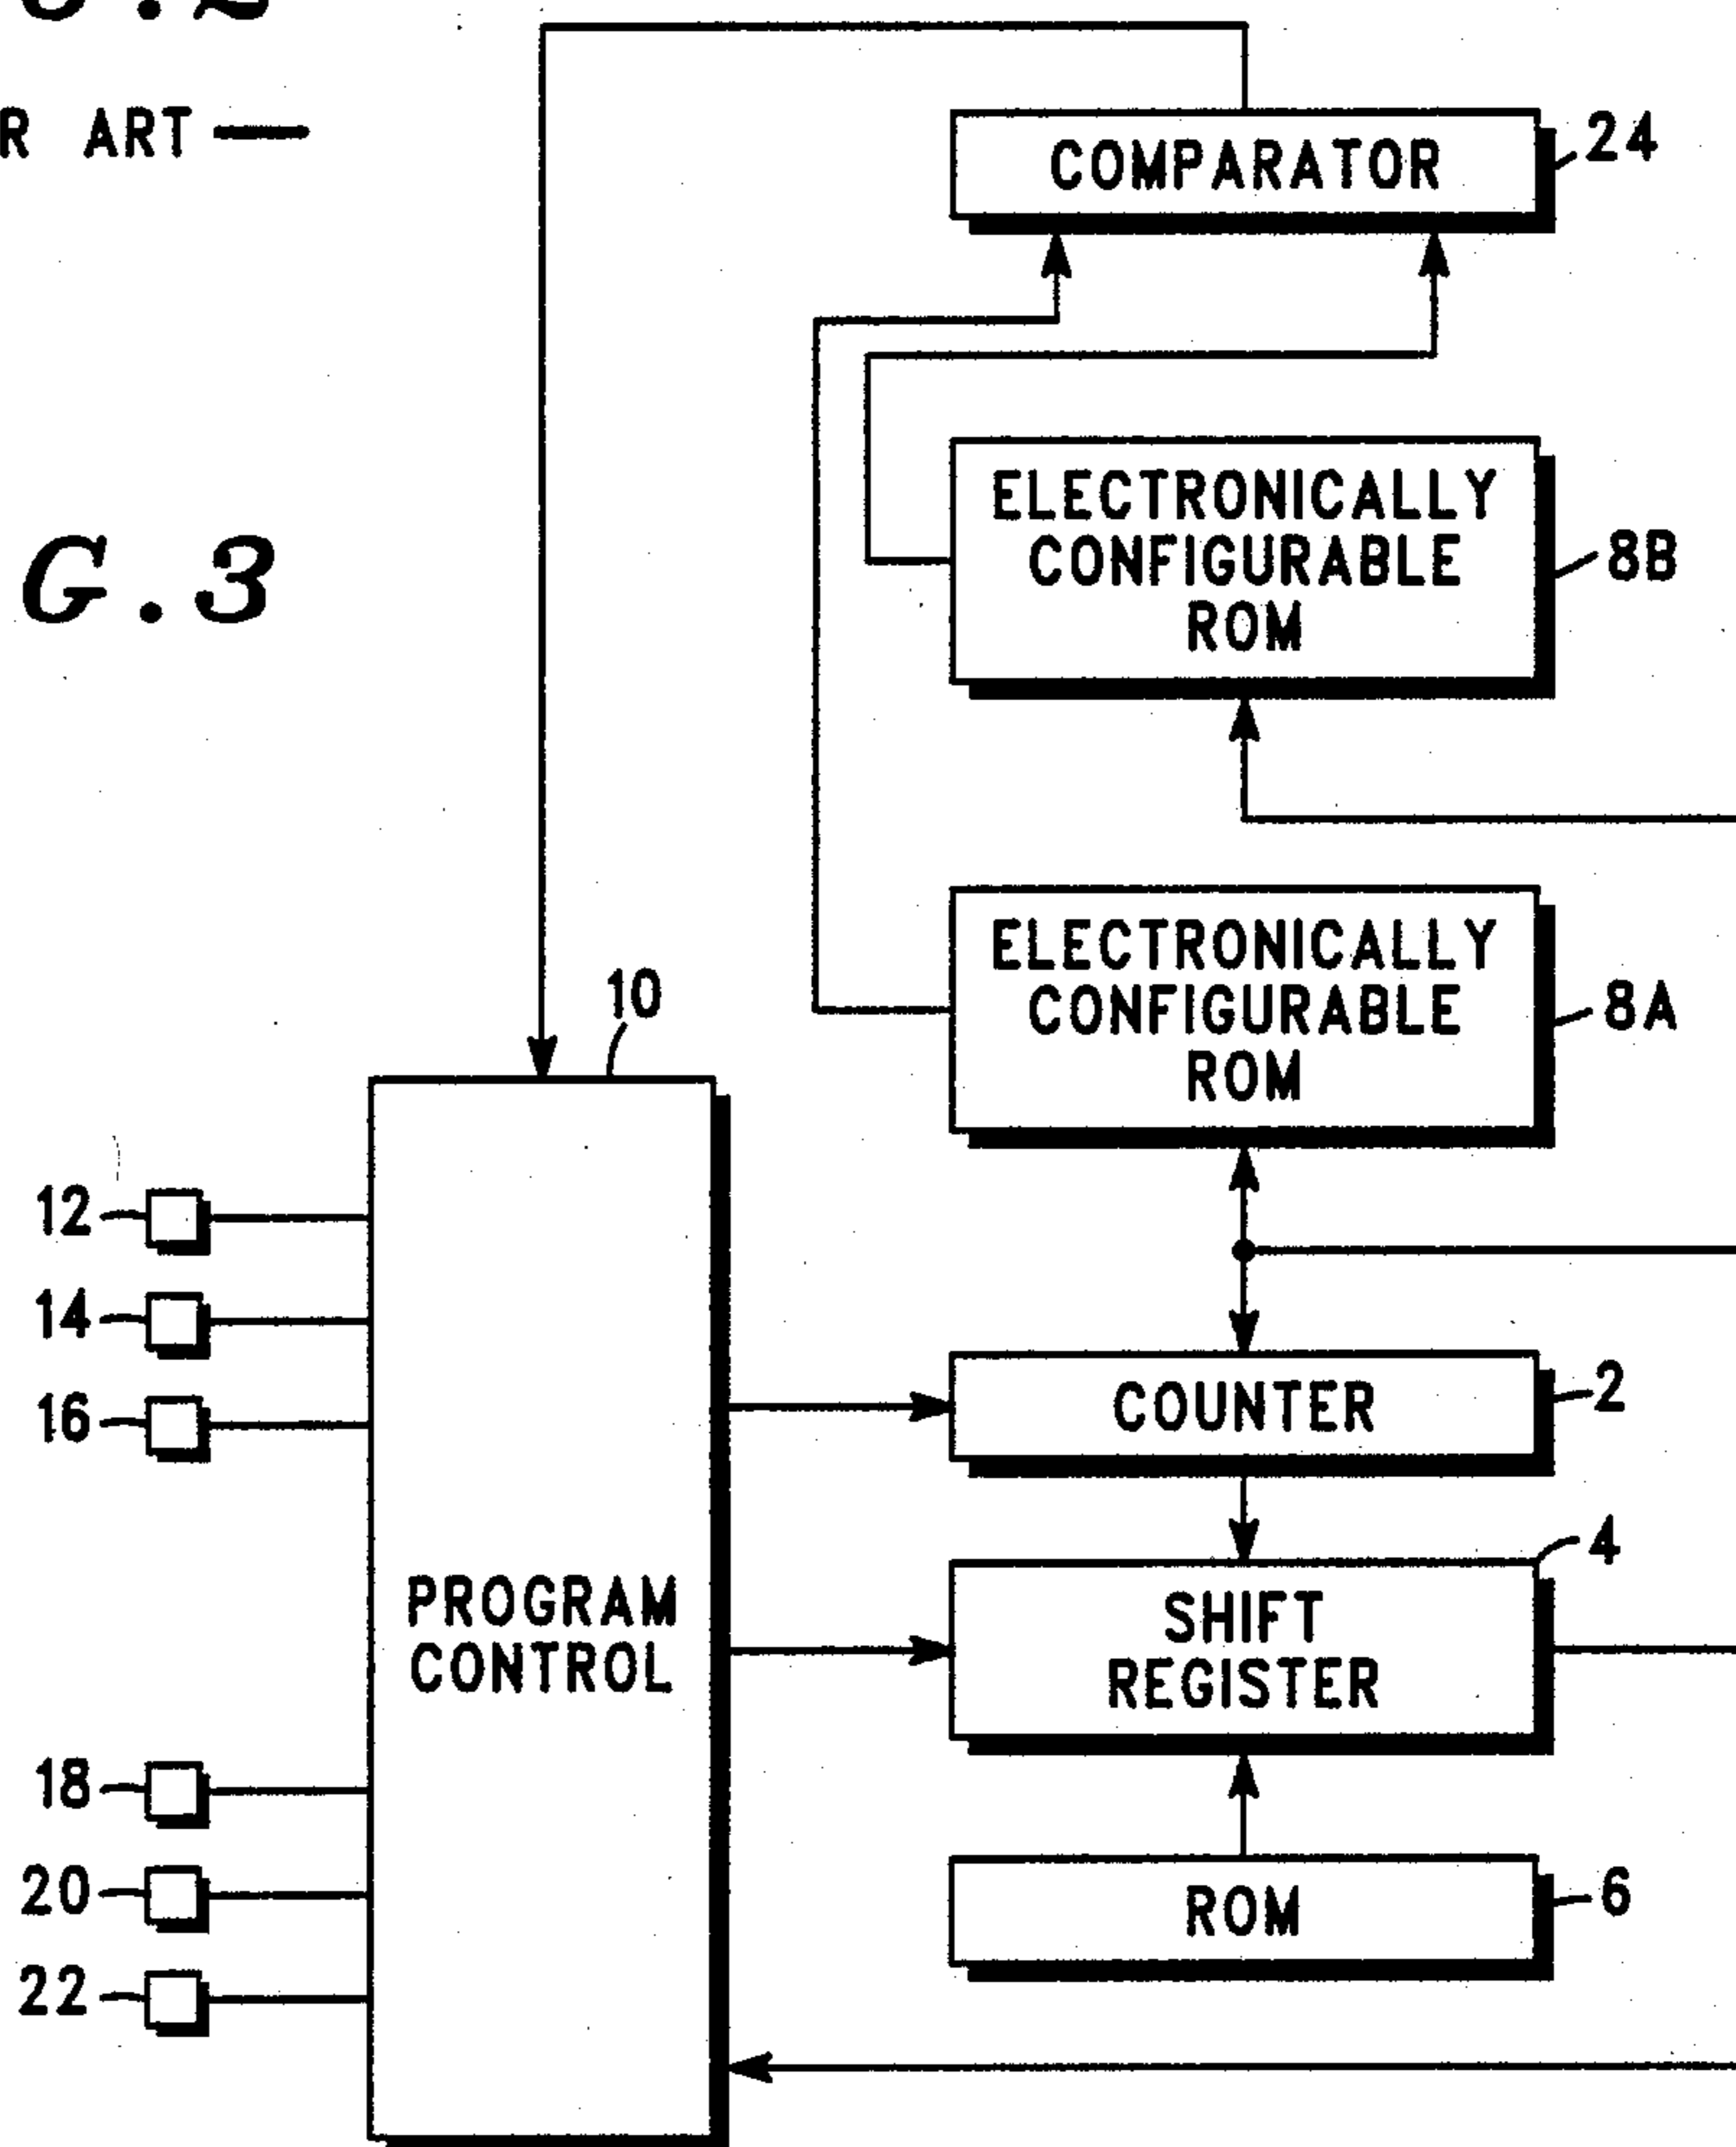 R ART
COMPARATOR
24
ELECTRONICALLY
CONFIGURABLE
ROM
8B
G.3
ELECTRONICALLY
CONFIGURABLE
ROM
8A
10
12
14
16
COUNTER
2
PROGRAM
CONTROL
SHIFT
REGISTER
4
18
20
22
ROM
6